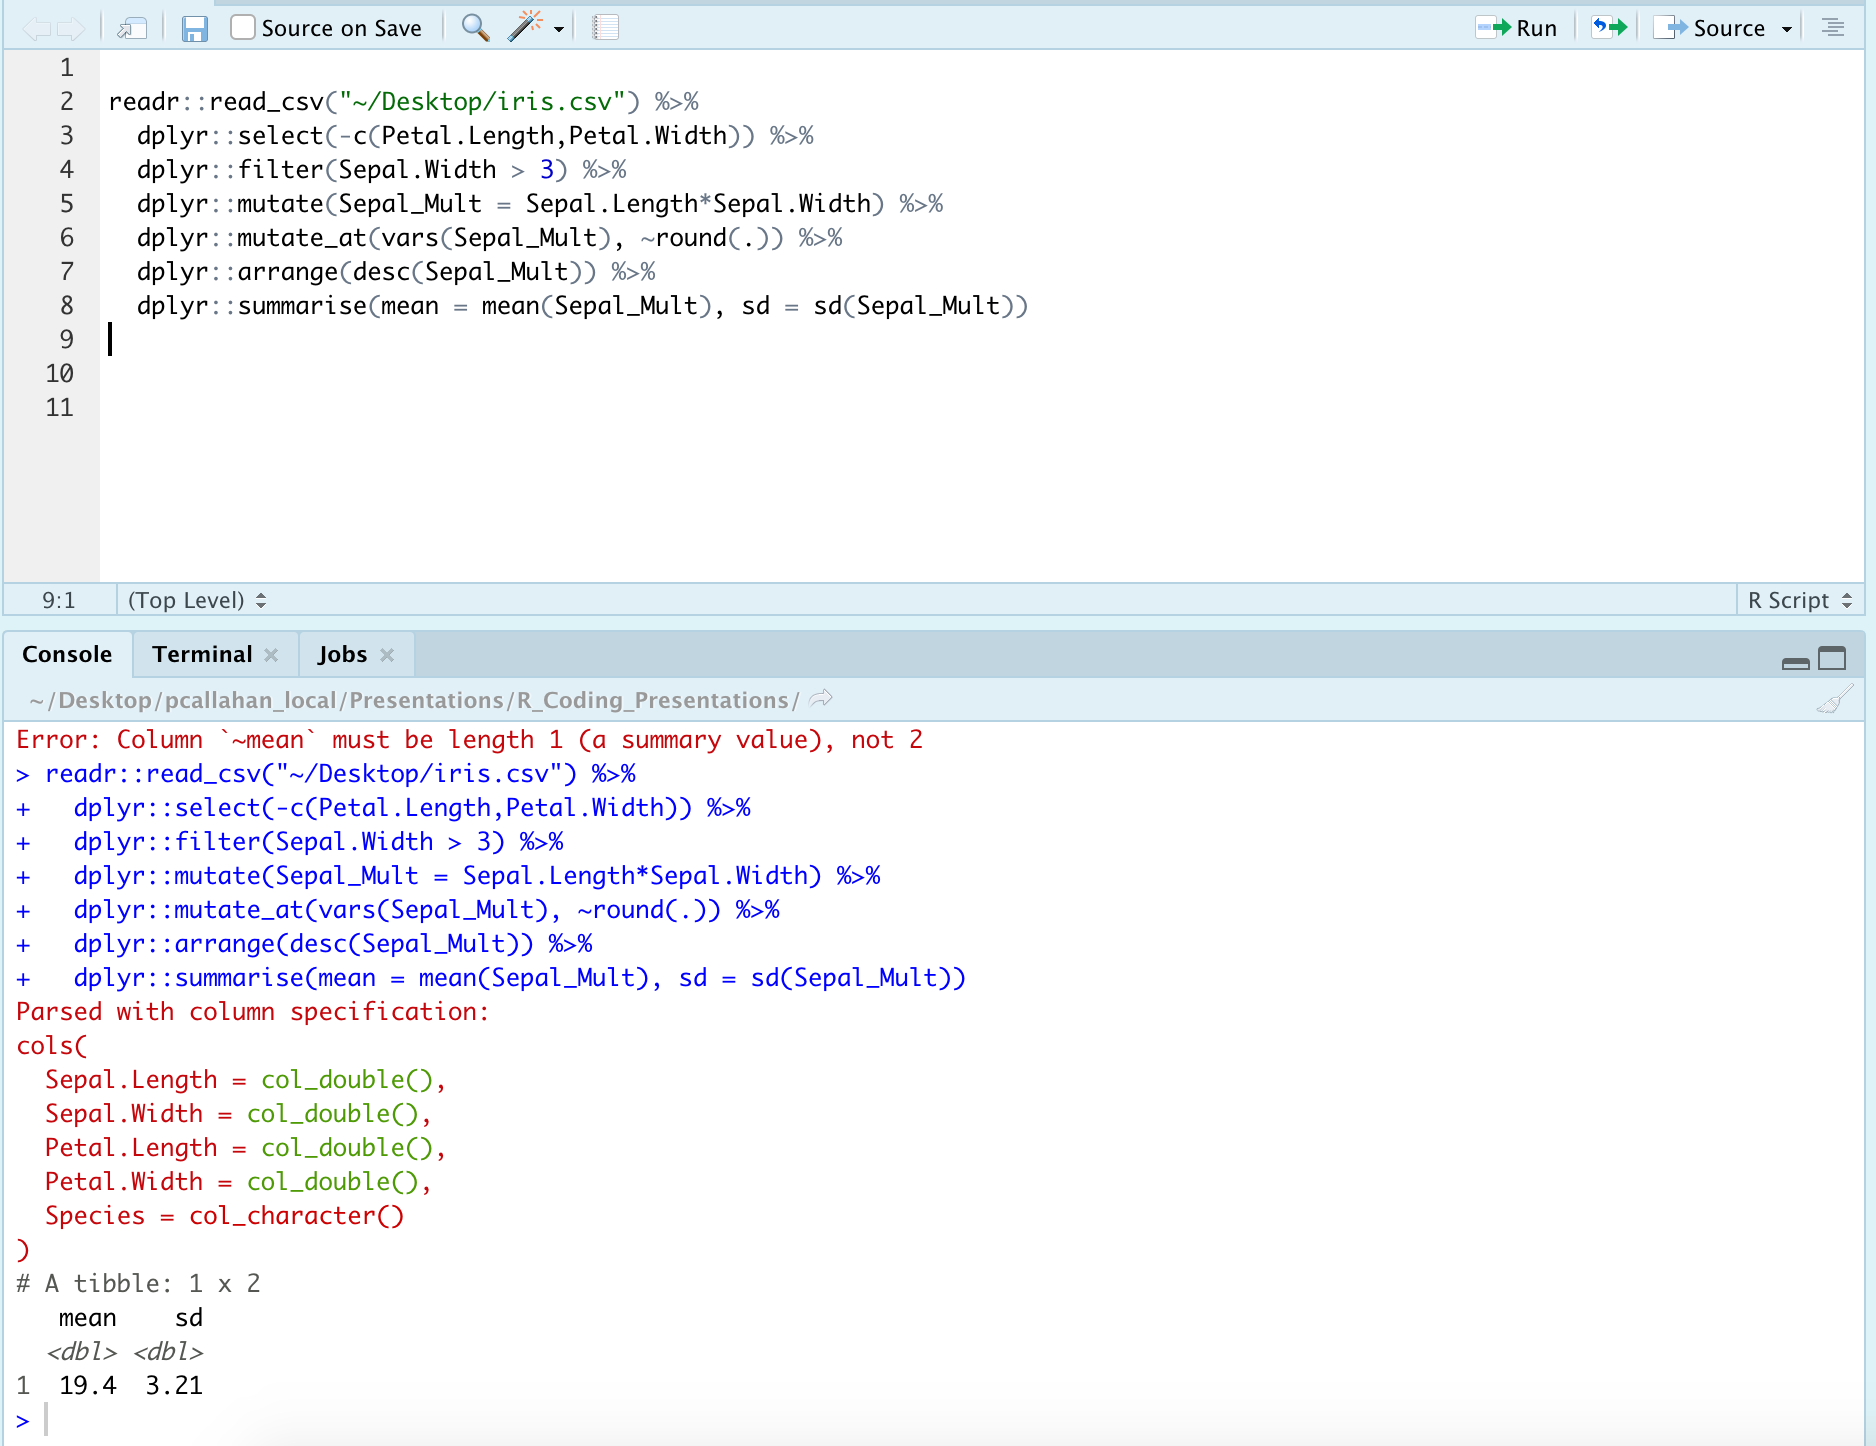 Source on Save
Run
Source
1
2 readr::read_csv("~/Desktop/iris.csv") %>%
3   dplyr::select(-c(Petal.Length,Petal.Width)) %>%
4   dplyr::filter(Sepal.Width > 3) %>%
5   dplyr::mutate(Sepal_Mult = Sepal.Length*Sepal.Width) %>%
6   dplyr::mutate_at(vars(Sepal_Mult), ~round(.)) %>%
7   dplyr::arrange(desc(Sepal_Mult)) %>%
8   dplyr::summarise(mean = mean(Sepal_Mult), sd = sd(Sepal_Mult))
9
10
11
9:1 (Top Level) R Script
Console Terminal Jobs
~/Desktop/pcallahan_local/Presentations/R_Coding_Presentations/
Error: Column `~mean` must be length 1 (a summary value), not 2
> readr::read_csv("~/Desktop/iris.csv") %>%
+   dplyr::select(-c(Petal.Length,Petal.Width)) %>%
+   dplyr::filter(Sepal.Width > 3) %>%
+   dplyr::mutate(Sepal_Mult = Sepal.Length*Sepal.Width) %>%
+   dplyr::mutate_at(vars(Sepal_Mult), ~round(.)) %>%
+   dplyr::arrange(desc(Sepal_Mult)) %>%
+   dplyr::summarise(mean = mean(Sepal_Mult), sd = sd(Sepal_Mult))
Parsed with column specification:
cols(
  Sepal.Length = col_double(),
  Sepal.Width = col_double(),
  Petal.Length = col_double(),
  Petal.Width = col_double(),
  Species = col_character()
)
# A tibble: 1 x 2
   mean    sd
  <dbl> <dbl>
1  19.4  3.21
>